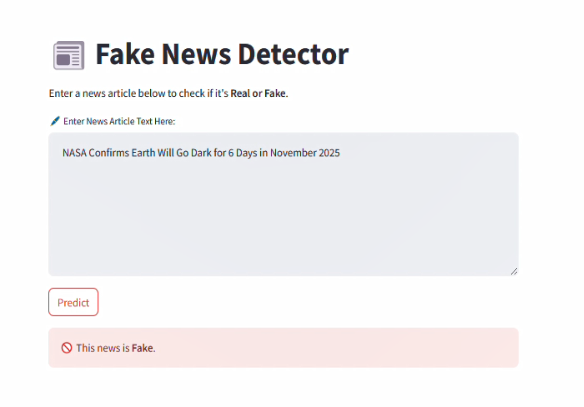 Fake News Detector
Enter a news article below to check if it's Real or Fake.
Enter News Article Text Here:
NASA Confirms Earth Will Go Dark for 6 Days in November 2025
Predict
This news is Fake.